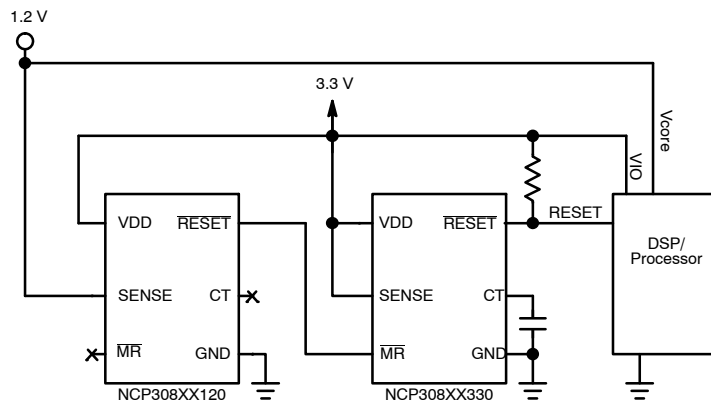 1.2 V
3.3 V
Vcore
VIO
VDD
RESET
SENSE
CT
MR
GND
NCP308XX120
VDD
RESET
SENSE
CT
MR
GND
NCP308XX330
RESET
DSP/
Processor